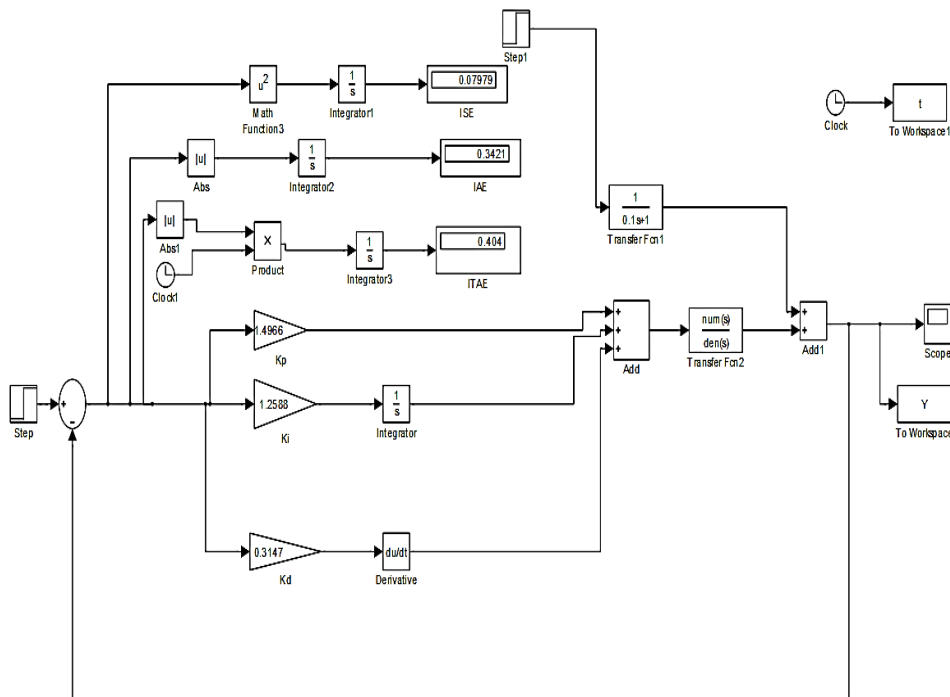 Step1
u2
Math
Function3
1
s
Integrator1
0.07979
ISE
Clock
t
To Workspace1
|u|
Abs
1
s
Integrator2
0.3421
IAE
|u|
Abs1
Clock1
X
Product
1
s
Integrator3
0.404
ITAE
1
0.1s+1
Transfer Fcn1
1.4966
Kp
+
+
+
Add
num(s)
den(s)
Transfer Fcn2
+
+
Add1
Scope
Step
+
-
1.2588
Ki
1
s
Integrator
Y
To Workspace
0.3147
Kd
du/dt
Derivative